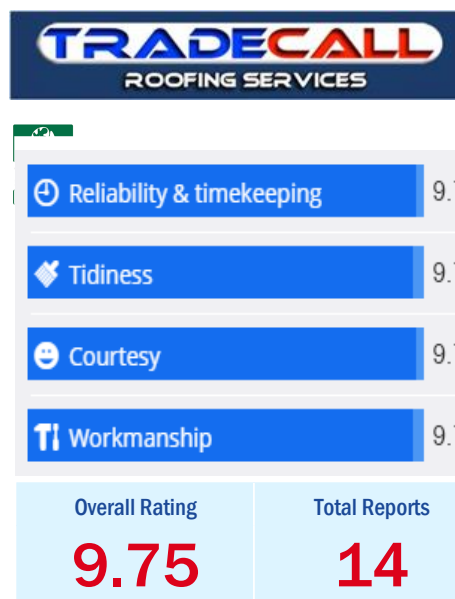 TRADECALL
ROOFING SERVICES
Reliability & timekeeping
Tidiness
Courtesy
Workmanship
Overall Rating Total Reports
9.75 14